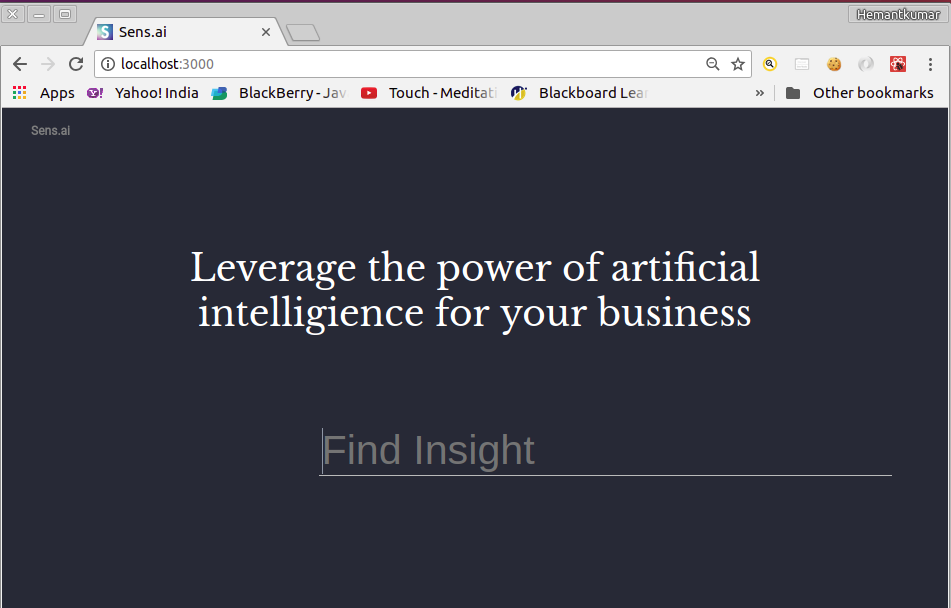 Hemantkumar
Sens.ai
localhost:3000
Apps Yahoo! India BlackBerry - Jav Touch - Meditati Blackboard Lear » Other bookmarks
Sens.ai
Leverage the power of artificial
intelligience for your business
Find Insight